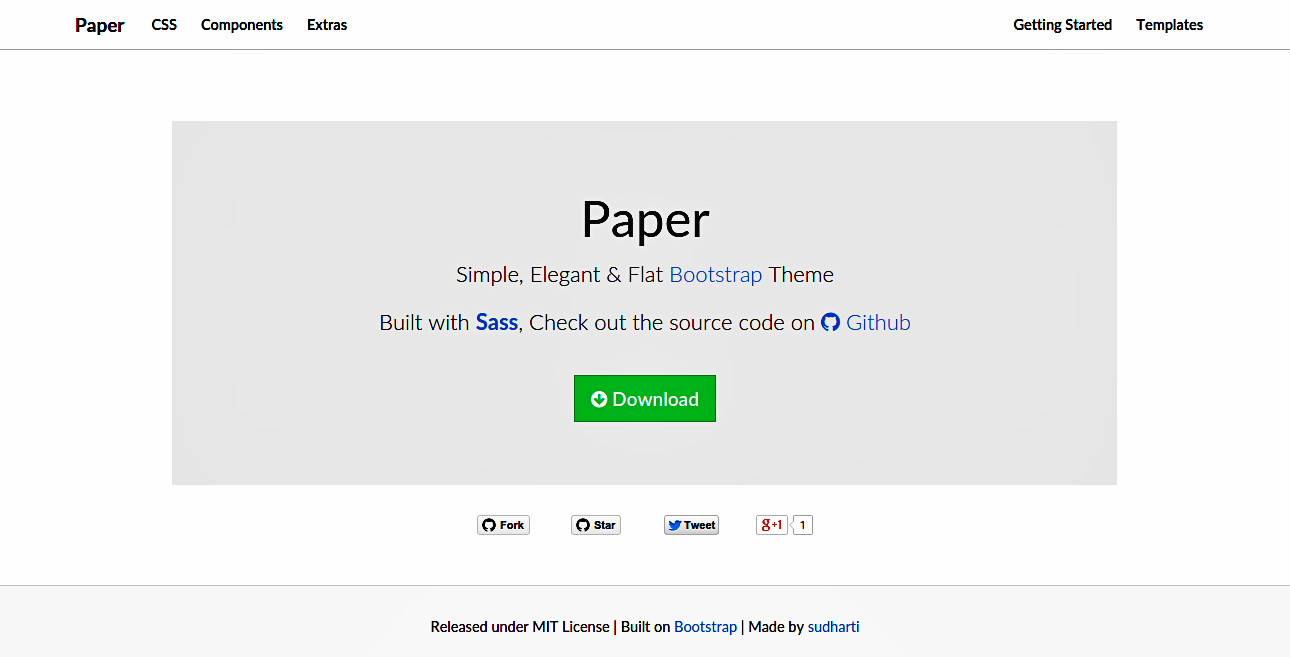 Paper CSS Components Extras Getting Started Templates
Paper
Simple, Elegant & Flat Bootstrap Theme
Built with Sass, Check out the source code on Github
Download
Fork Star Tweet g+1 1
Released under MIT License | Built on Bootstrap | Made by sudharti